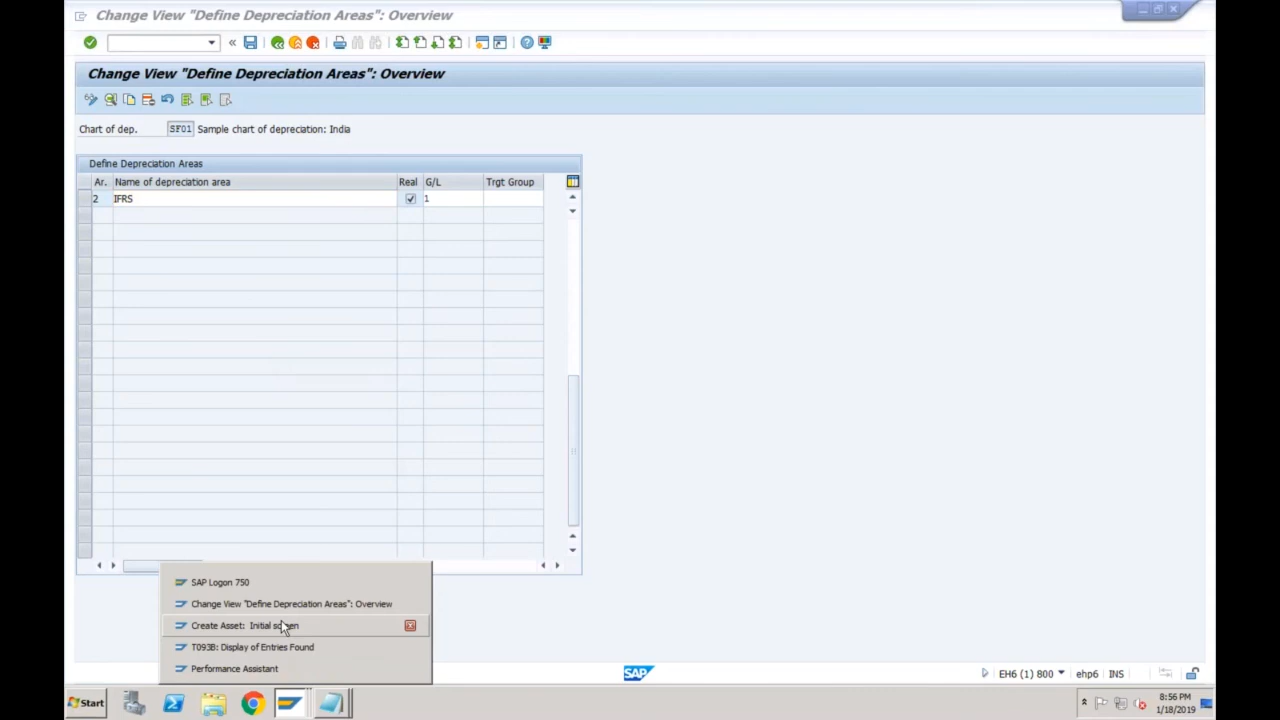 Change View "Define Depreciation Areas": Overview
Change View "Define Depreciation Areas": Overview
Chart of dep. SF01 Sample chart of depreciation: India
Define Depreciation Areas
Ar. Name of depreciation area Real G/L Trgt Group
2 IFRS 1
SAP Logon 750
Change View "Define Depreciation Areas": Overview
Create Asset: Initial screen
T093B: Display of Entries Found
Performance Assistant
SAP EH6 (1) 800 ehp6 INS
Start
8:56 PM
1/18/2019